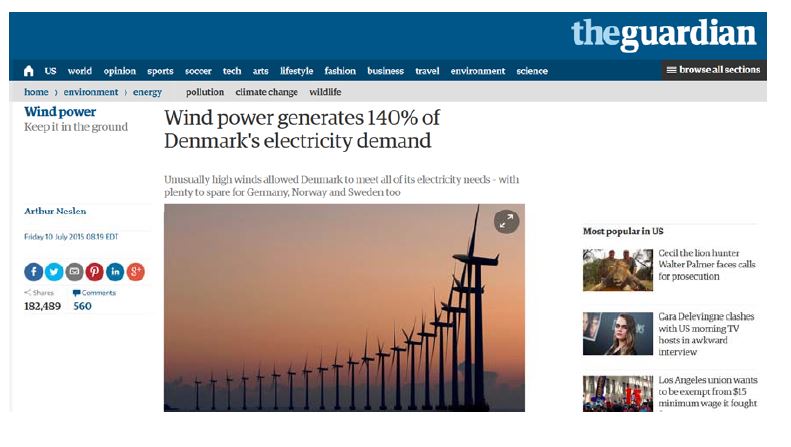 theguardian
US world opinion sports soccer tech arts lifestyle fashion business travel environment science browse all sections
home › environment › energy pollution climate change wildlife
Wind power
Keep it in the ground
Wind power generates 140% of
Denmark's electricity demand
Unusually high winds allowed Denmark to meet all of its electricity needs – with
plenty to spare for Germany, Norway and Sweden too
Arthur Neslen
Friday 10 July 2015 08.19 EDT
Shares
Comments
182,489
560
Most popular in US
Cecil the lion hunter
Walter Palmer faces calls
for prosecution
Cara Delevingne clashes
with US morning TV
hosts in awkward
interview
Los Angeles union wants
to be exempt from $15
minimum wage it fought